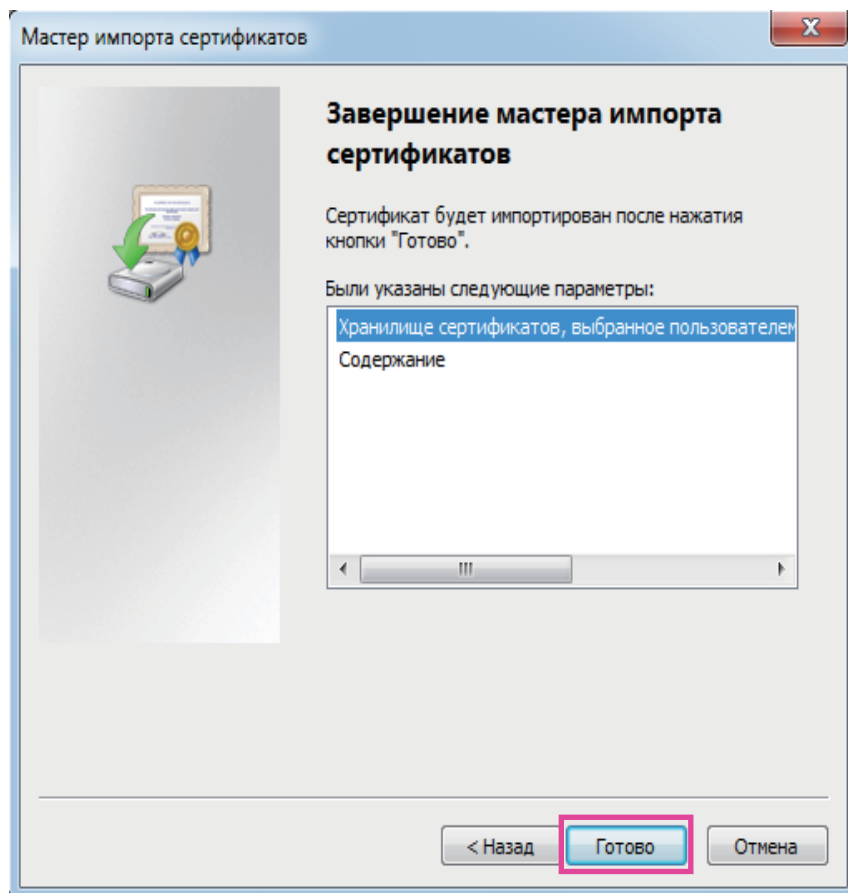 Мастер импорта сертификатов
Завершение мастера импорта
сертификатов
Сертификат будет импортирован после нажатия
кнопки "Готово".
Были указаны следующие параметры:
Хранилище сертификатов, выбранное пользователем
Содержание
< Назад
Готово
Отмена